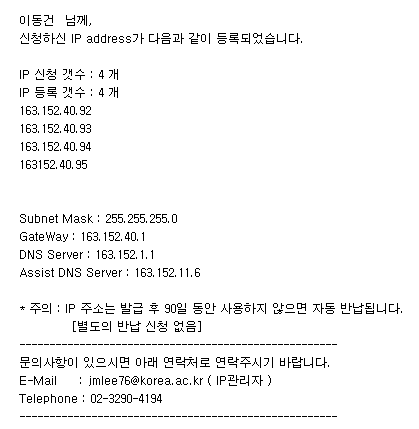 이동건 님께,
신청하신 IP address가 다음과 같이 등록되었습니다.
IP 신청 갯수 : 4 개
IP 등록 갯수 : 4 개
163.152.40.92
163.152.40.93
163.152.40.94
163152.40.95
Subnet Mask : 255.255.255.0
GateWay : 163.152.40.1
DNS Server : 163.152.1.1
Assist DNS Server : 163.152.11.6
* 주의 : IP 주소는 발급 후 90일 동안 사용하지 않으면 자동 반납됩니다.
[별도의 반납 신청 없음]
-----------------------------------------------------
문의사항이 있으시면 아래 연락처로 연락주시기 바랍니다.
E-Mail : jmlee76@korea.ac.kr ( IP관리자 )
Telephone : 02-3290-4194
-----------------------------------------------------